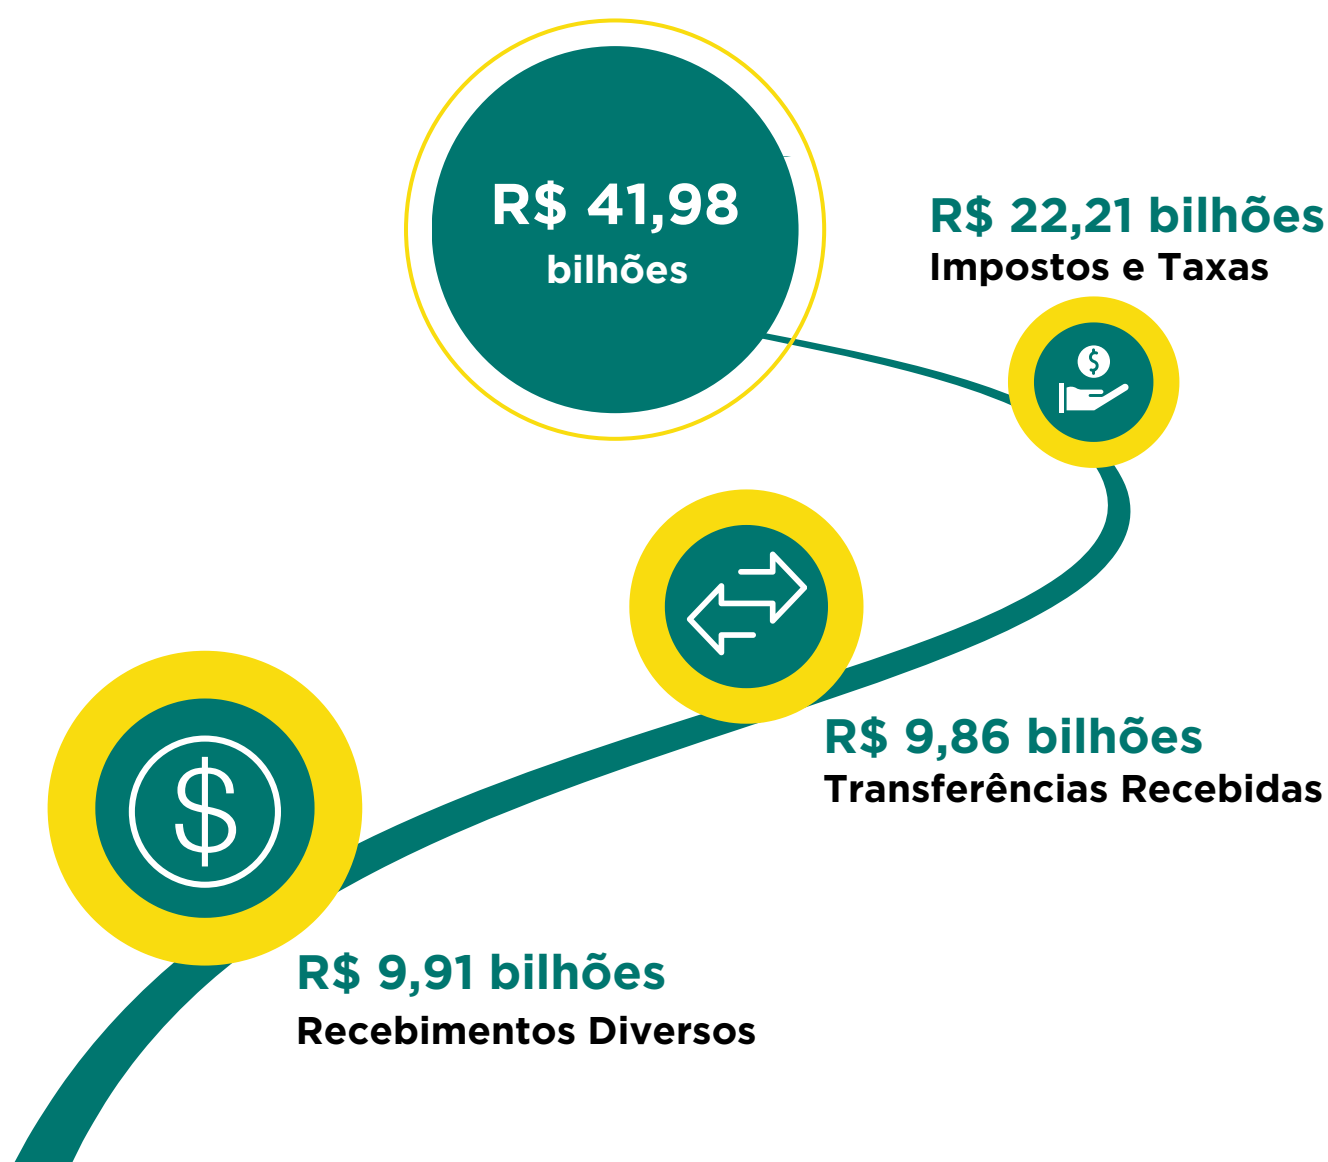 R$ 41,98
bilhões
R$ 22,21 bilhões
Impostos e Taxas
$
R$ 9,86 bilhões
Transferências Recebidas
$
R$ 9,91 bilhões
Recebimentos Diversos